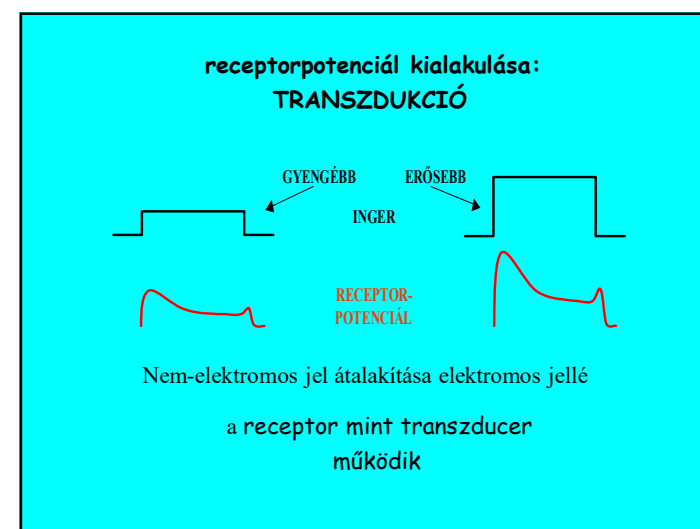 receptorpotenciál kialakulása:
TRANSZDUKCIÓ
GYENGÉBB ERŐSEBB
INGER
RECEPTOR-
POTENCIÁL
Nem-elektromos jel átalakítása elektromos jellé
a receptor mint transzducer
működik